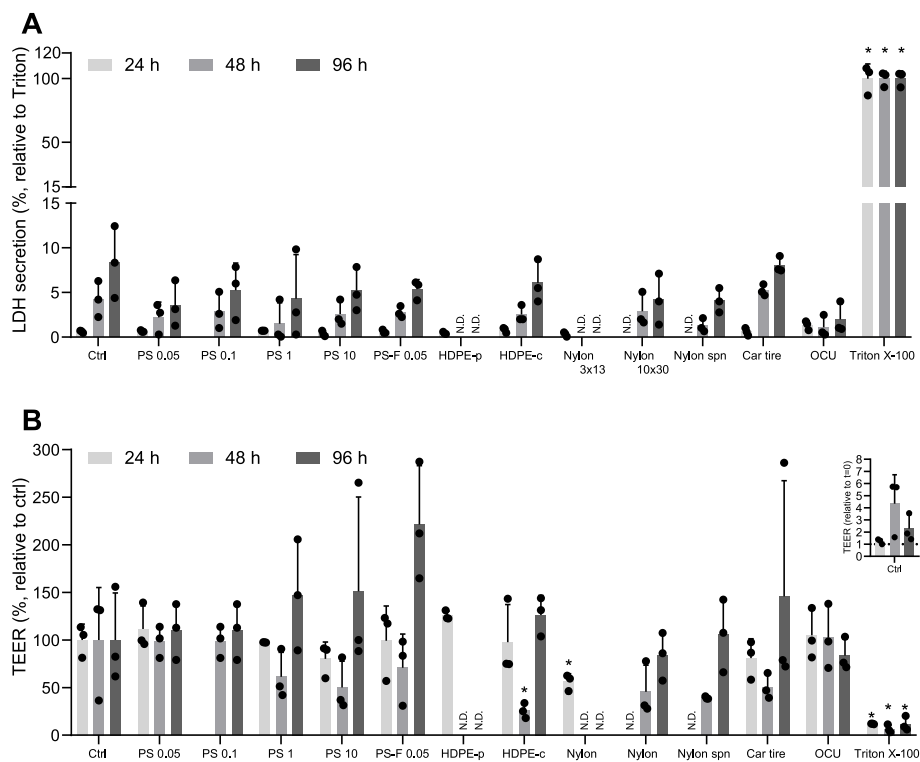 A
LDH secretion (%, relative to Triton)
120
100
50
15
15
10
5
0
24 h 48 h 96 h
* * *
N.D. N.D. N.D. N.D. N.D. N.D.
Ctrl PS 0.05 PS 0.1 PS 1 PS 10 PS-F 0.05 HDPE-p HDPE-c Nylon Nylon Nylon spn Car tire OCU Triton X-100
3x13 10x30
B
TEER (%, relative to ctrl)
300
250
200
150
100
50
0
24 h 48 h 96 h
TEER (relative to t=0)
8
7
6
5
4
3
2
1
0
Ctrl
* * * * *
N.D. N.D. N.D. N.D. N.D. N.D.
Ctrl PS 0.05 PS 0.1 PS 1 PS 10 PS-F 0.05 HDPE-p HDPE-c Nylon Nylon Nylon spn Car tire OCU Triton X-100